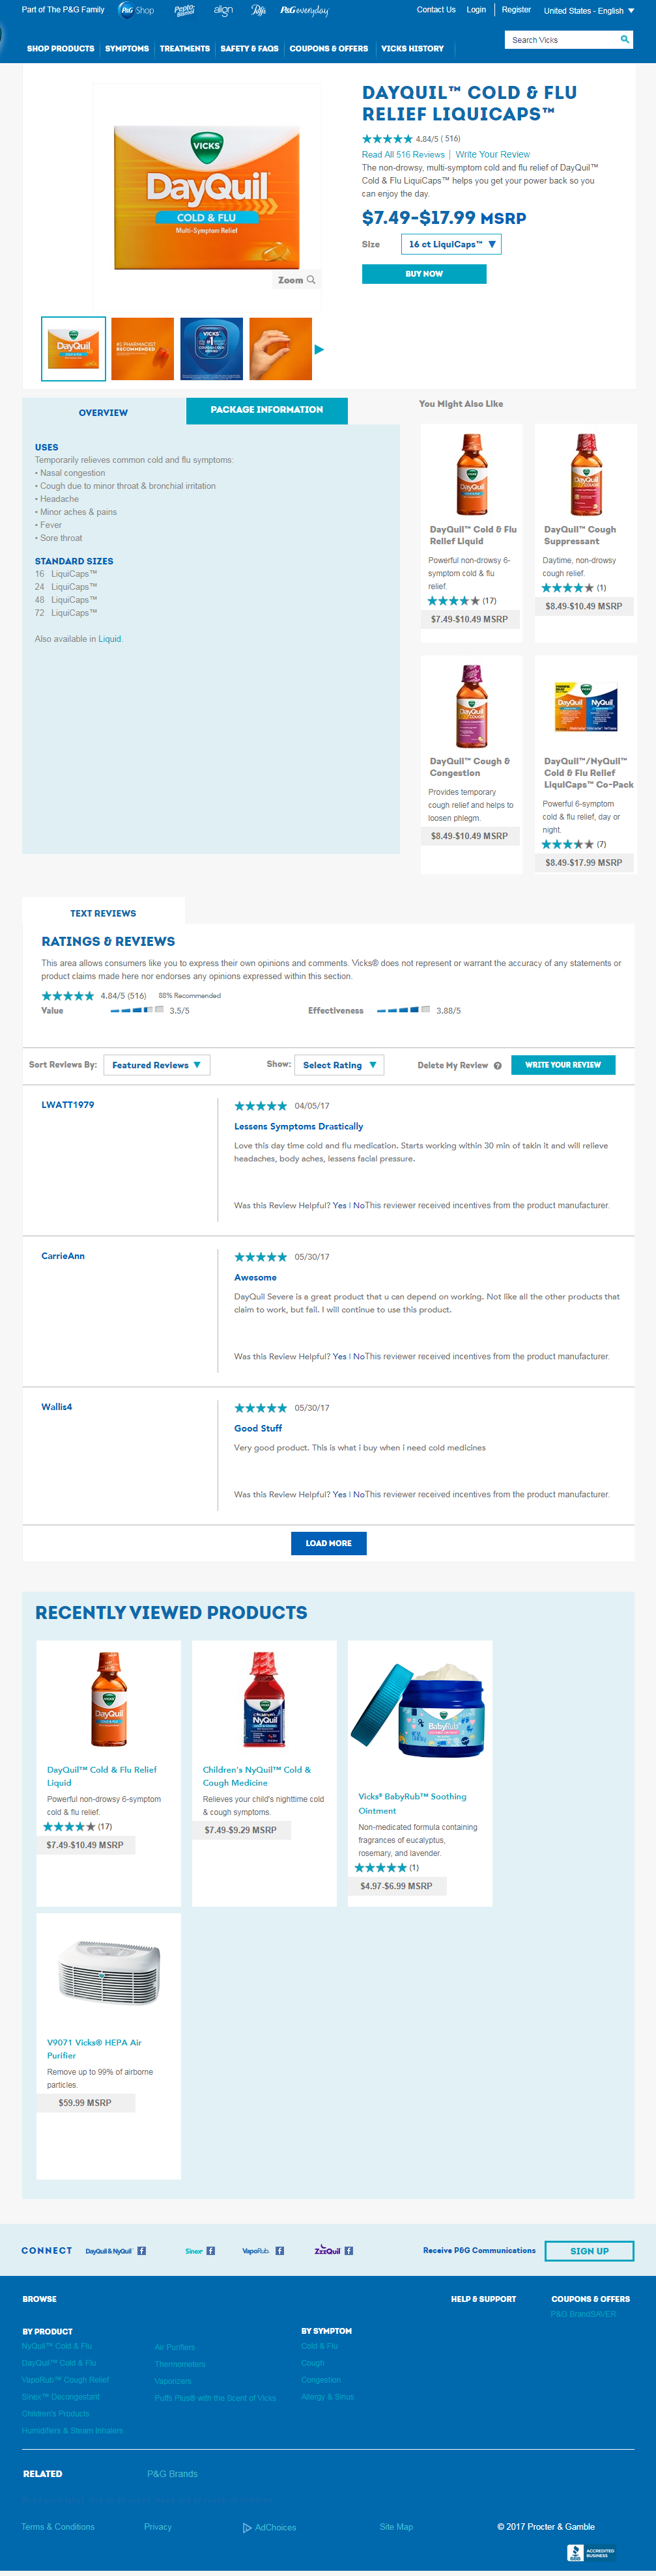 Part of The P&G Family
P&G Shop
Pepto Bismol
align
Puffs
P&G everyday
Contact Us
Login
Register
United States - English
SHOP PRODUCTS
SYMPTOMS
TREATMENTS
SAFETY & FAQS
COUPONS & OFFERS
VICKS HISTORY
Search Vicks
VICKS
DayQuil
COLD & FLU
Multi-Symptom Relief
Zoom
DAYQUIL™ COLD & FLU
RELIEF LIQUICAPS™
4.84/5 ( 516)
Read All 516 Reviews | Write Your Review
The non-drowsy, multi-symptom cold and flu relief of DayQuil™
Cold & Flu LiquiCaps™ helps you get your power back so you
can enjoy the day.
$7.49-$17.99 MSRP
Size
16 ct LiquiCaps™
BUY NOW
DayQuil
#1 PHARMACIST
RECOMMENDED
VICKS
#1
OVERVIEW
PACKAGE INFORMATION
USES
Temporarily relieves common cold and flu symptoms:
• Nasal congestion
• Cough due to minor throat & bronchial irritation
• Headache
• Minor aches & pains
• Fever
• Sore throat
STANDARD SIZES
16 LiquiCaps™
24 LiquiCaps™
48 LiquiCaps™
72 LiquiCaps™
Also available in Liquid.
You Might Also Like
DayQuil
DayQuil™ Cold & Flu
Relief Liquid
Powerful non-drowsy 6-
symptom cold & flu
relief.
(17)
$7.49-$10.49 MSRP
DayQuil
DayQuil™ Cough
Suppressant
Daytime, non-drowsy
cough relief.
(1)
$8.49-$10.49 MSRP
DayQuil
DayQuil™ Cough &
Congestion
Provides temporary
cough relief and helps to
loosen phlegm.
$8.49-$10.49 MSRP
DayQuil
NyQuil
DayQuil™/NyQuil™
Cold & Flu Relief
LiquiCaps™ Co-Pack
Powerful 6-symptom
cold & flu relief, day or
night.
(7)
$8.49-$17.99 MSRP
TEXT REVIEWS
RATINGS & REVIEWS
This area allows consumers like you to express their own opinions and comments. Vicks® does not represent or warrant the accuracy of any statements or
product claims made here nor endorses any opinions expressed within this section.
4.84/5 (516)
88% Recommended
Value
3.5/5
Effectiveness
3.88/5
Sort Reviews By:
Featured Reviews
Show:
Select Rating
Delete My Review
WRITE YOUR REVIEW
LWATT1979
04/05/17
Lessens Symptoms Drastically
Love this day time cold and flu medication. Starts working within 30 min of takin it and will relieve
headaches, body aches, lessens facial pressure.
Was this Review Helpful? Yes | NoThis reviewer received incentives from the product manufacturer.
CarrieAnn
05/30/17
Awesome
DayQuil Severe is a great product that u can depend on working. Not like all the other products that
claim to work, but fail. I will continue to use this product.
Was this Review Helpful? Yes | NoThis reviewer received incentives from the product manufacturer.
Wallis4
05/30/17
Good Stuff
Very good product. This is what i buy when i need cold medicines
Was this Review Helpful? Yes | NoThis reviewer received incentives from the product manufacturer.
LOAD MORE
RECENTLY VIEWED PRODUCTS
DayQuil
DayQuil™ Cold & Flu Relief
Liquid
Powerful non-drowsy 6-symptom
cold & flu relief.
(17)
$7.49-$10.49 MSRP
Children's
NyQuil
Children's NyQuil™ Cold &
Cough Medicine
Relieves your child's nighttime cold
& cough symptoms.
$7.49-$9.29 MSRP
BabyRub
Vicks® BabyRub™ Soothing
Ointment
Non-medicated formula containing
fragrances of eucalyptus,
rosemary, and lavender.
(1)
$4.97-$6.99 MSRP
V9071 Vicks® HEPA Air
Purifier
Remove up to 99% of airborne
particles.
$59.99 MSRP
CONNECT
DayQuil & NyQuil
Sinex
VapoRub
ZzzQuil
Receive P&G Communications
SIGN UP
BROWSE
HELP & SUPPORT
COUPONS & OFFERS
P&G BrandSAVER
BY PRODUCT
NyQuil™ Cold & Flu
DayQuil™ Cold & Flu
VapoRub™ Cough Relief
Sinex™ Decongestant
Children's Products
Humidifiers & Steam Inhalers
Air Purifiers
Thermometers
Vaporizers
Puffs Plus® with the Scent of Vicks
BY SYMPTOM
Cold & Flu
Cough
Congestion
Allergy & Sinus
RELATED
P&G Brands
Terms & Conditions
Privacy
AdChoices
Site Map
© 2017 Procter & Gamble
BBB
ACCREDITED
BUSINESS